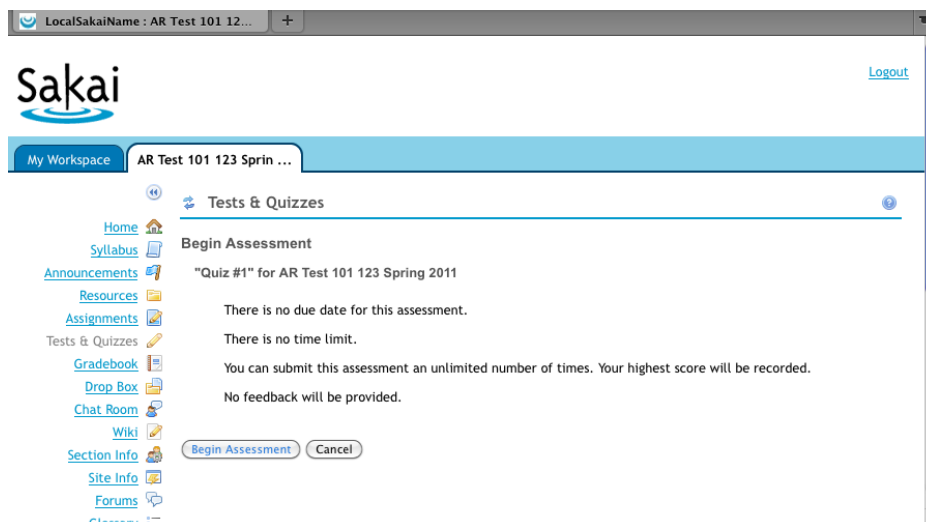 LocalSakaiName : AR Test 101 12...
Sakai
Logout
My Workspace
AR Test 101 123 Sprin ...
Tests & Quizzes
Home
Syllabus
Announcements
Resources
Assignments
Tests & Quizzes
Gradebook
Drop Box
Chat Room
Wiki
Section Info
Site Info
Forums
Glossary
Begin Assessment
"Quiz #1" for AR Test 101 123 Spring 2011
There is no due date for this assessment.
There is no time limit.
You can submit this assessment an unlimited number of times. Your highest score will be recorded.
No feedback will be provided.
Begin Assessment
Cancel